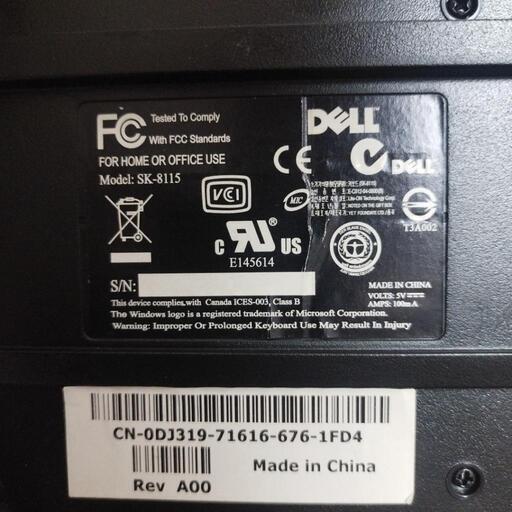 FC Tested To Comply
With FCC Standards
FOR HOME OR OFFICE USE
Model: SK-8115
DELL
CE
DELL
VCI
MIC
T3A002
c UL US
E145614
S/N:
MADE IN CHINA
VOLTS: 5V
AMPS: 100mA
This device complies, with Canada ICES-003, Class B
The Windows logo is a registered trademark of Microsoft Corporation.
Warning: Improper Or Prolonged Keyboard Use May Result In Injury
CN-0DJ319-71616-676-1FD4
Made in China
Rev A00